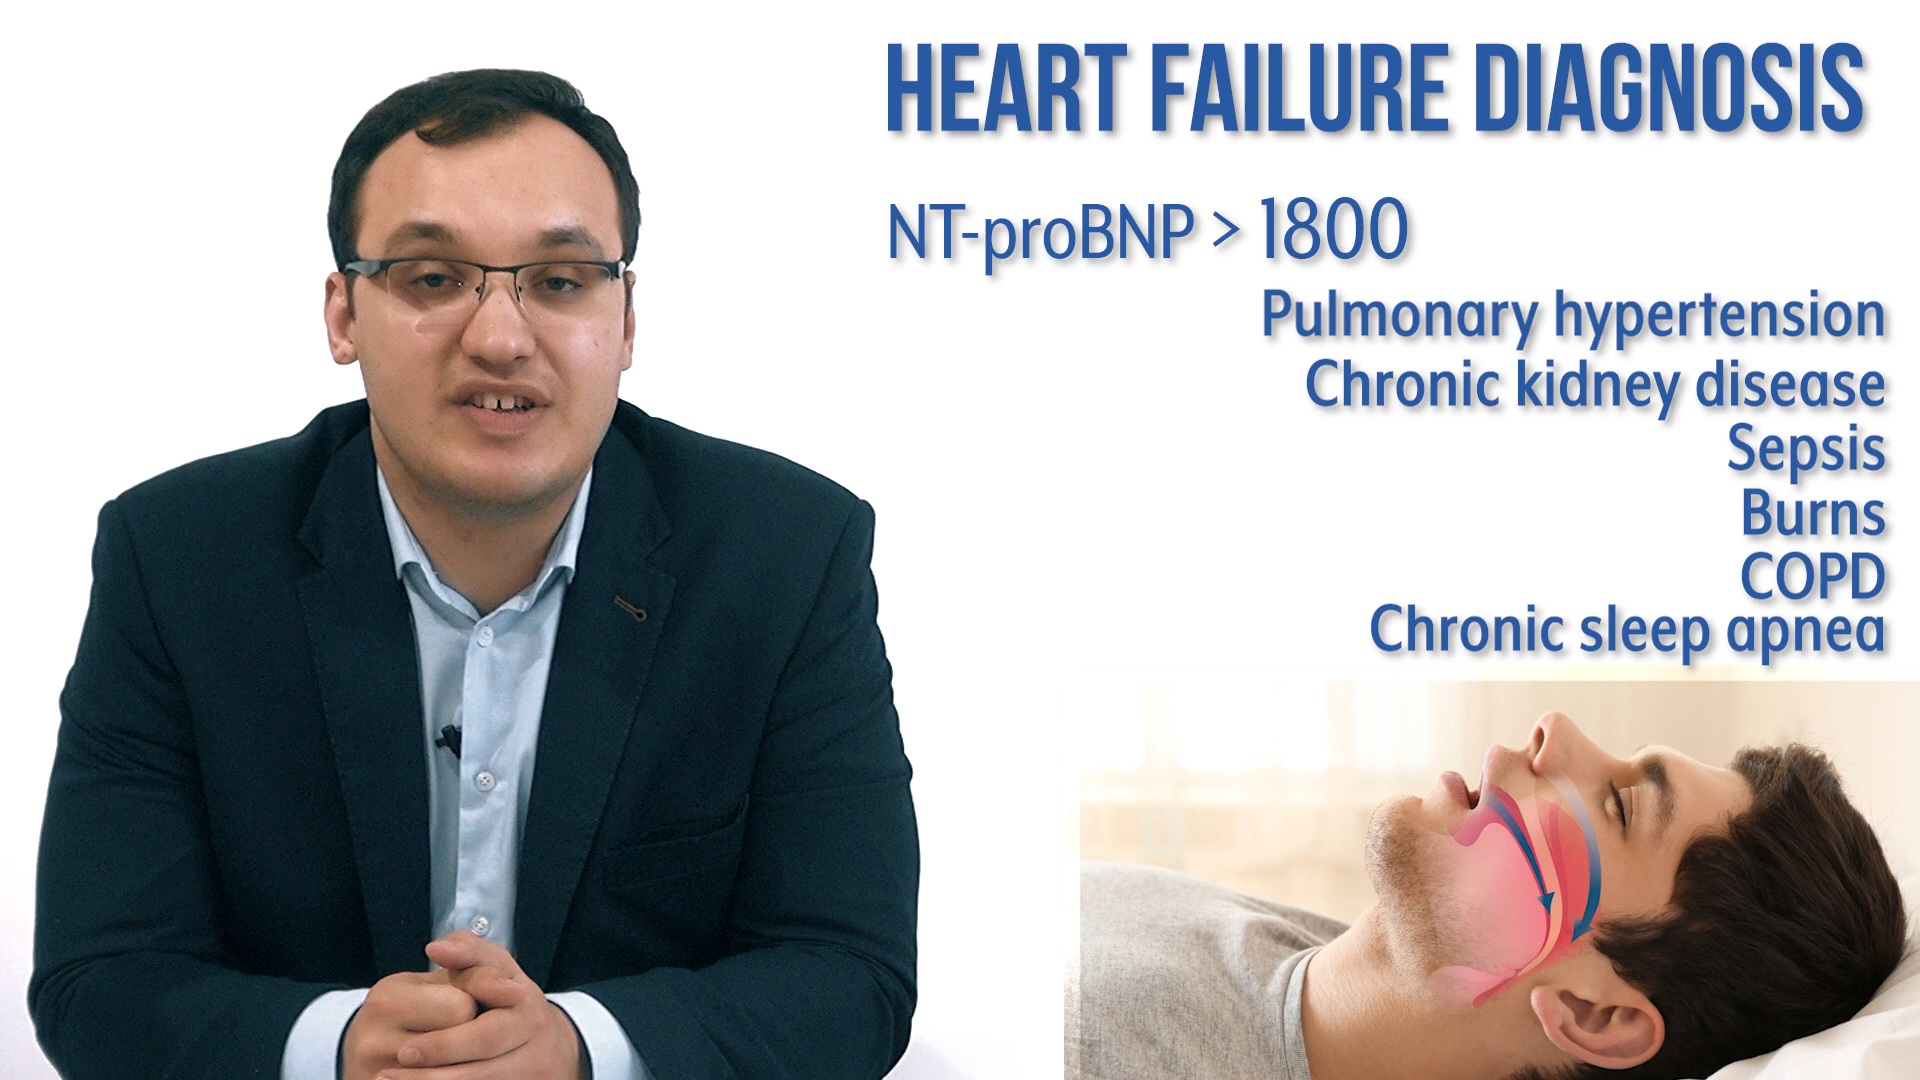 HEART FAILURE DIAGNOSIS
NT-proBNP > 1800
Pulmonary hypertension
Chronic kidney disease
Sepsis
Burns
COPD
Chronic sleep apnea